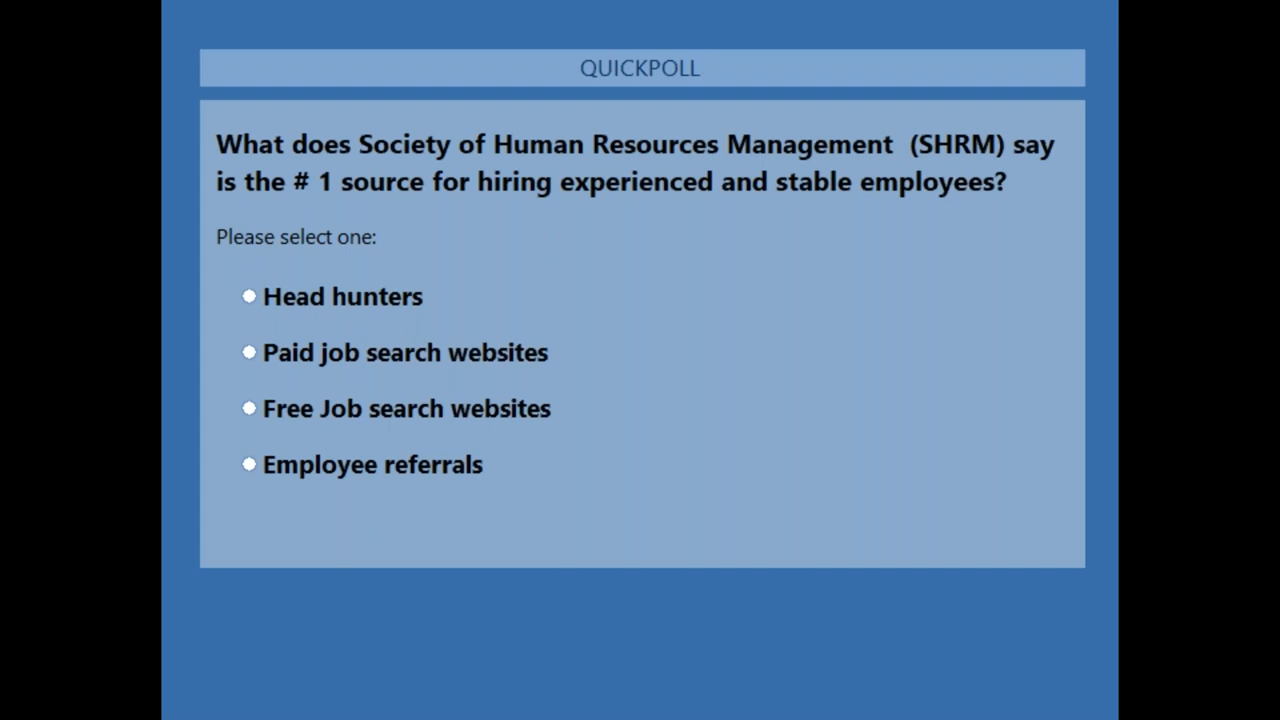 QUICKPOLL
What does Society of Human Resources Management  (SHRM) say
is the # 1 source for hiring experienced and stable employees?
Please select one:
Head hunters
Paid job search websites
Free Job search websites
Employee referrals